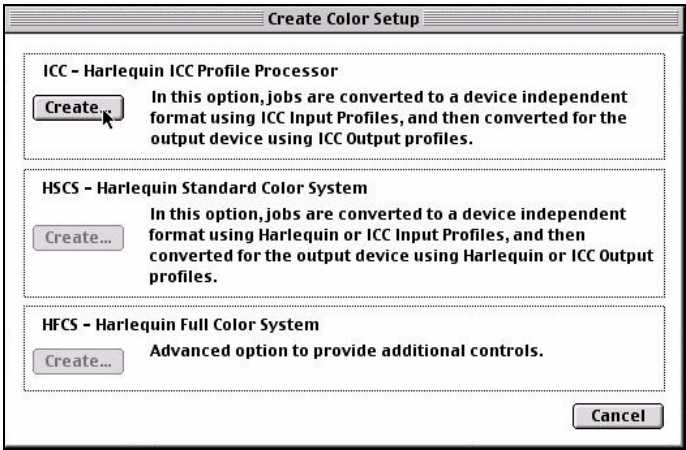 Create Color Setup
ICC - Harlequin ICC Profile Processor
Create...
In this option, jobs are converted to a device independent
format using ICC Input Profiles, and then converted for the
output device using ICC Output profiles.
HSCS - Harlequin Standard Color System
Create...
In this option, jobs are converted to a device independent
format using Harlequin or ICC Input Profiles, and then
converted for the output device using Harlequin or ICC Output
profiles.
HFCS - Harlequin Full Color System
Create...
Advanced option to provide additional controls.
Cancel